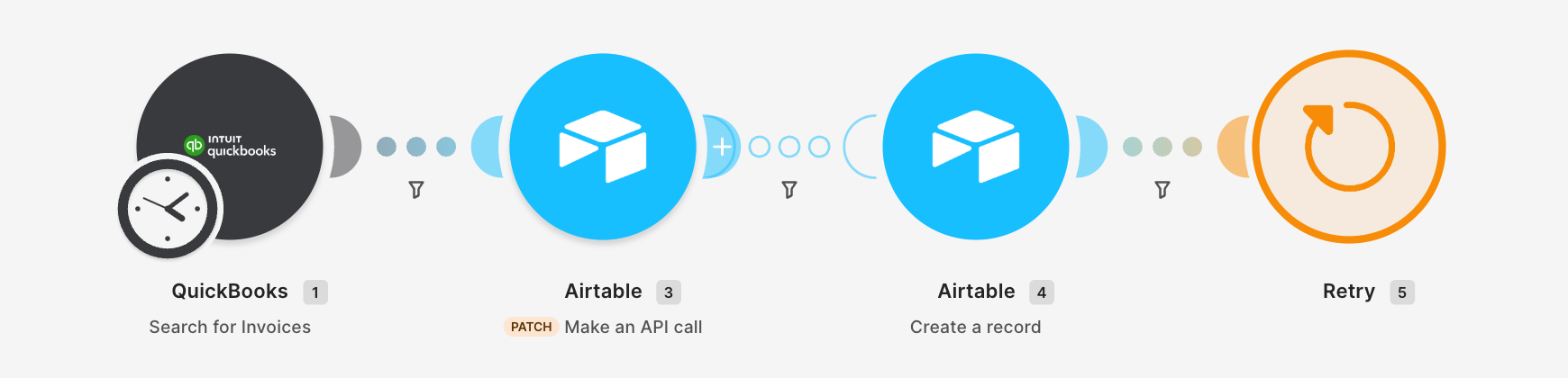 qb INTUIT
quickbooks
QuickBooks 1
Search for Invoices
Airtable 3
PATCH Make an API call
Airtable 4
Create a record
Retry 5